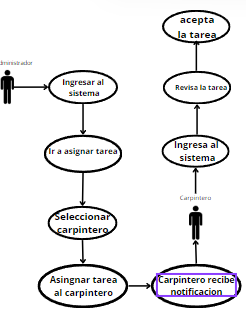 dministrador
Ingresar al
sistema
Ir a asignar tarea
Seleccionar
carpintero
Asingnar tarea
al carpintero
Carpintero recibe
notificacion
Carpintero
Ingresa al
sistema
Revisa la tarea
acepta
la tarea